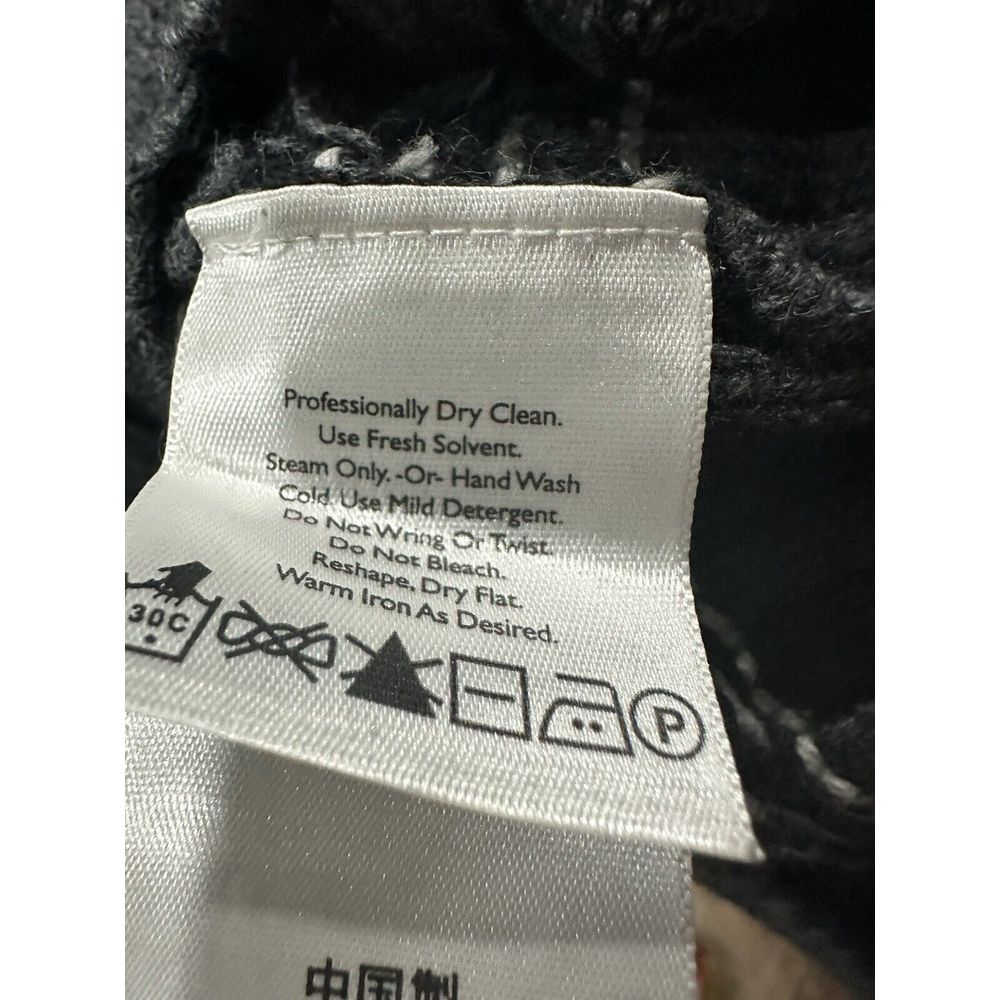 Professionally Dry Clean.
Use Fresh Solvent.
Steam Only. -Or- Hand Wash
Cold. Use Mild Detergent.
Do Not Wring Or Twist.
Do Not Bleach.
Reshape, Dry Flat.
Warm Iron As Desired.
30C
P
中国制